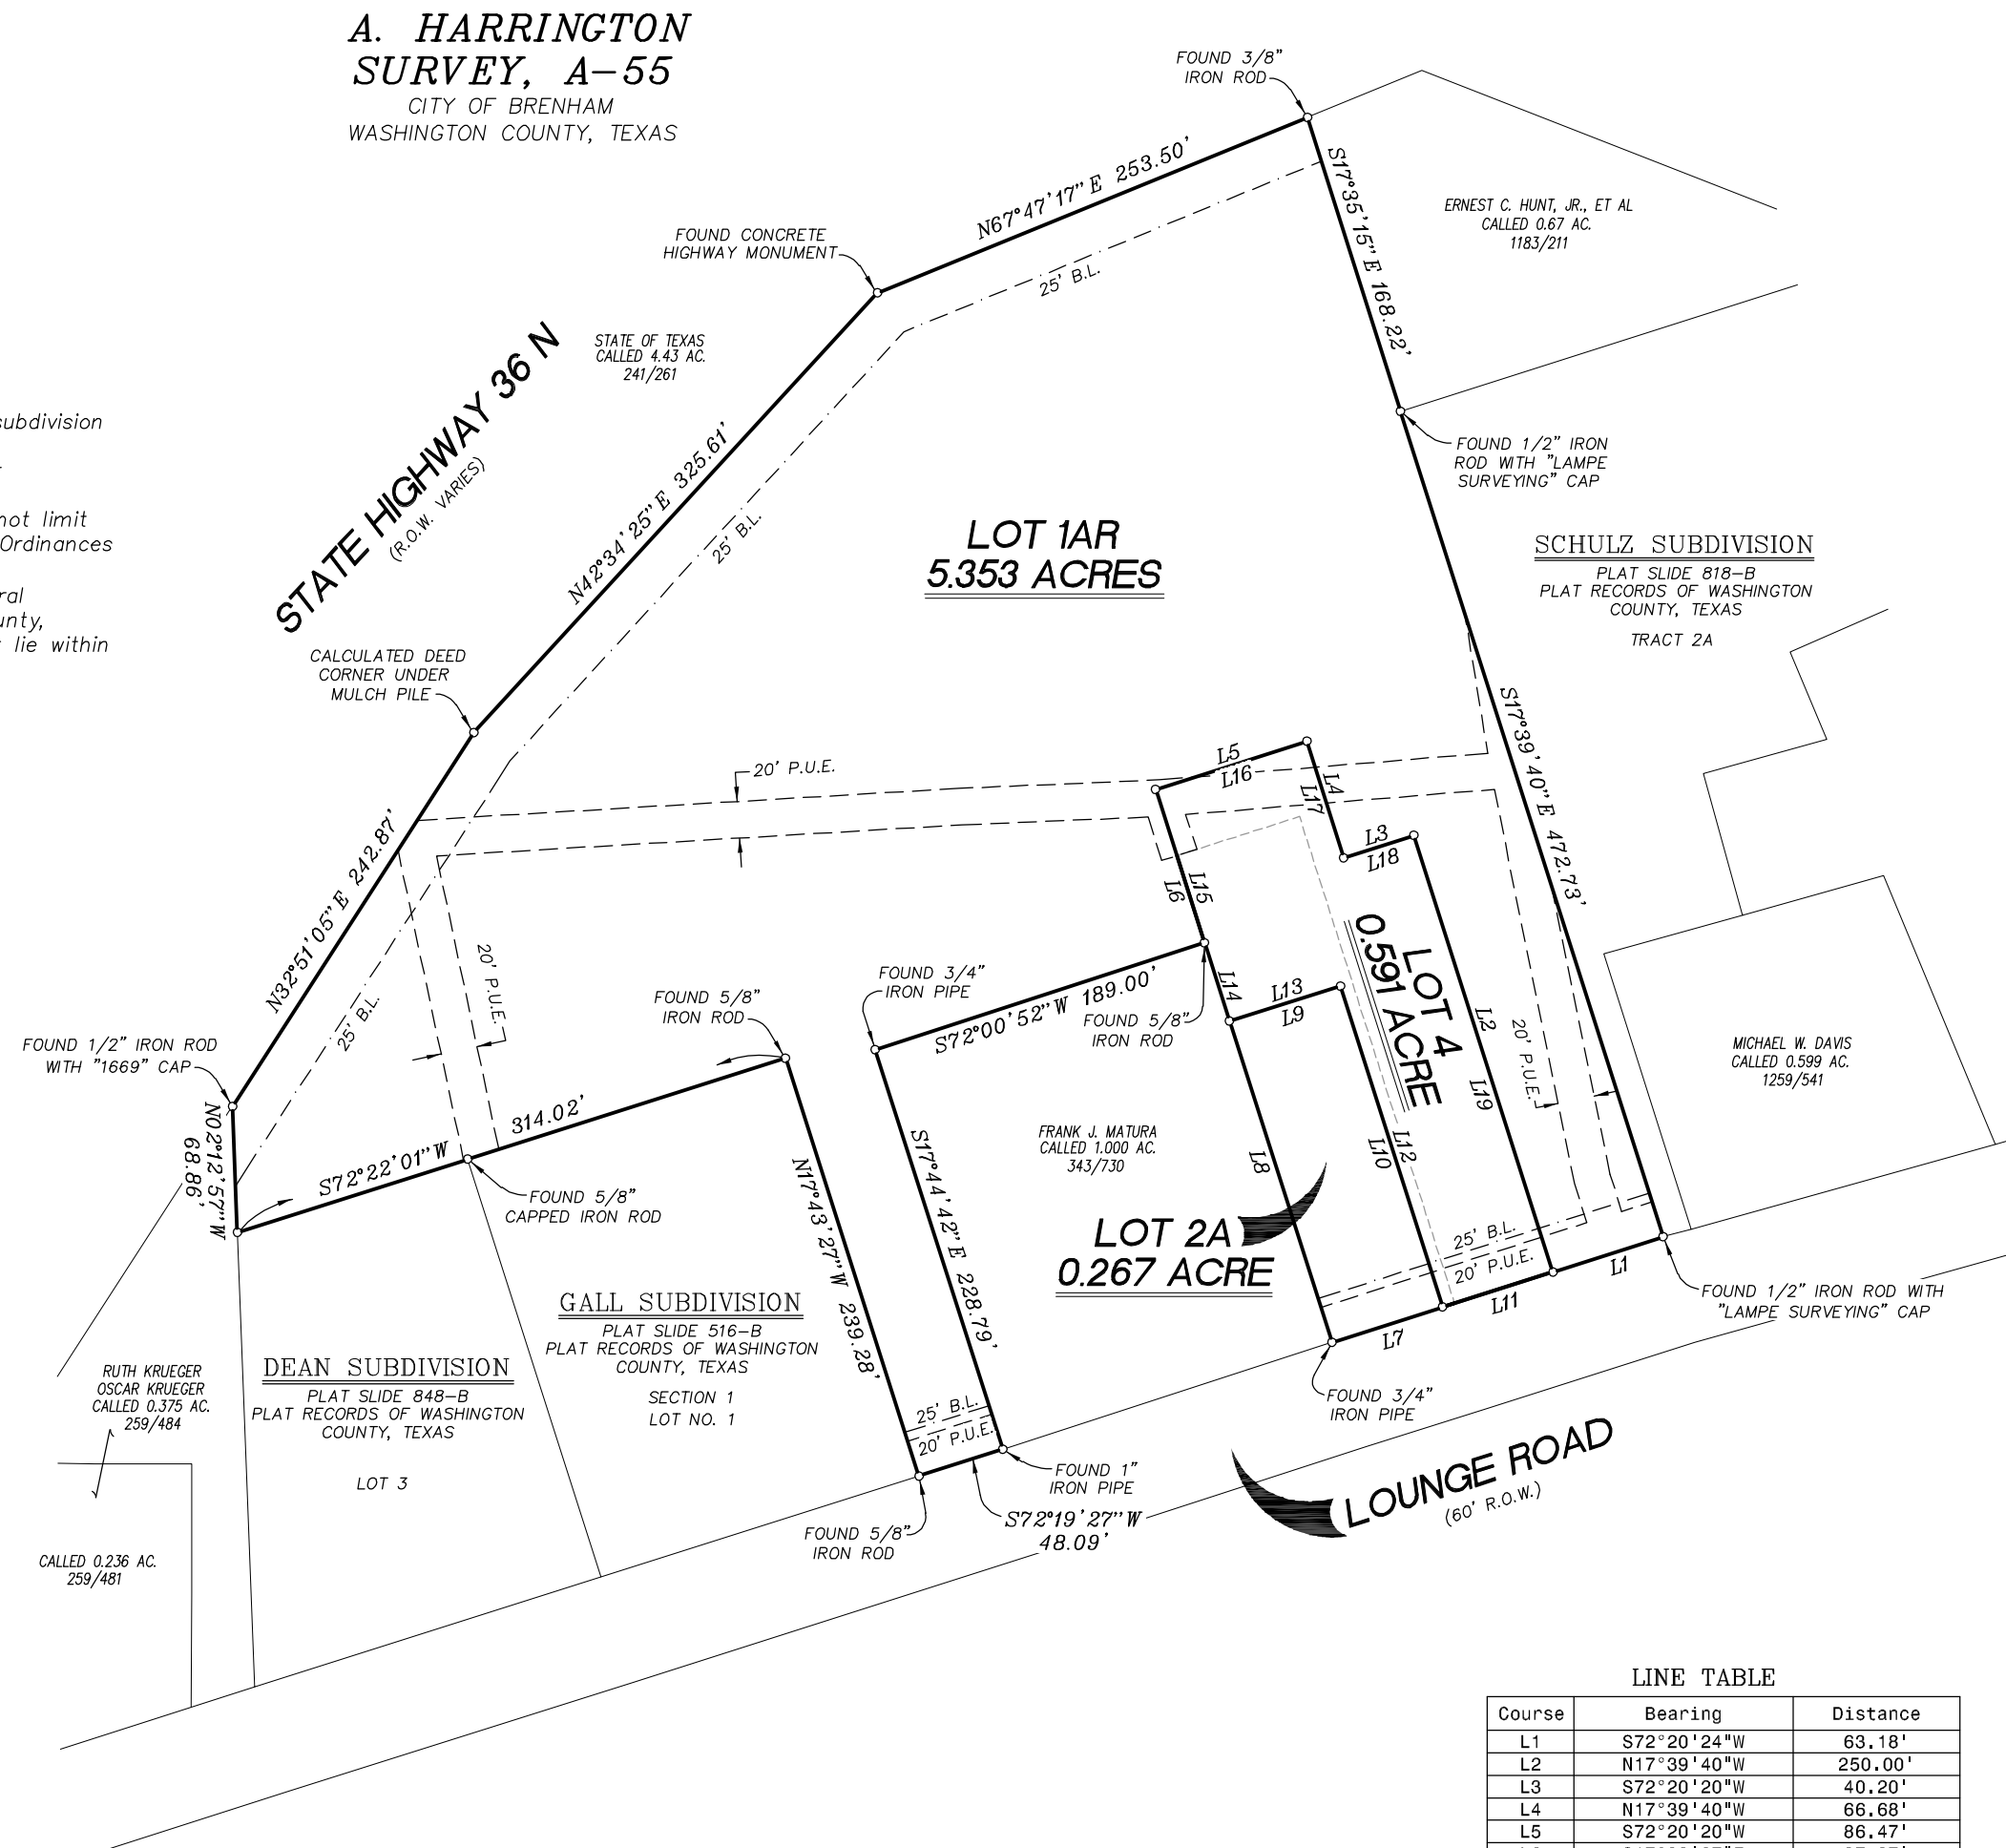 A. HARRINGTON
SURVEY, A-55
CITY OF BRENHAM
WASHINGTON COUNTY, TEXAS
FOUND 3/8"
IRON ROD
N67°47'17"E 253.50'
S17°35'15"E 168.22'
ERNEST C. HUNT, JR., ET AL
CALLED 0.67 AC.
1183/211
FOUND CONCRETE
HIGHWAY MONUMENT
25' B.L.
STATE OF TEXAS
CALLED 4.43 AC.
241/261
STATE HIGHWAY 36 N
(R.O.W. VARIES)
N42°34'25"E 325.61'
25' B.L.
subdivision
not limit
Ordinances
ral
unty,
lie within
FOUND 1/2" IRON
ROD WITH "LAMPE
SURVEYING" CAP
LOT 1AR
5.353 ACRES
SCHULZ SUBDIVISION
PLAT SLIDE 818-B
PLAT RECORDS OF WASHINGTON
COUNTY, TEXAS
TRACT 2A
CALCULATED DEED
CORNER UNDER
MULCH PILE
S17°39'40"E 472.73'
20' P.U.E.
L5
L16
L4
L17
L3
L18
L6
L15
N32°51'05"E 242.87'
25' B.L.
20' P.U.E.
FOUND 3/4"
IRON PIPE
S72°00'52"W 189.00'
FOUND 5/8"
IRON ROD
L14
L13
L9
LOT 4
0.591 ACRE
L2
L19
20' P.U.E.
FOUND 5/8"
IRON ROD
FOUND 1/2" IRON ROD
WITH "1669" CAP
MICHAEL W. DAVIS
CALLED 0.599 AC.
1259/541
N02°12'57"W
68.86'
S72°22'01"W
314.02'
FOUND 5/8"
CAPPED IRON ROD
N17°43'27"W 239.28'
S17°44'42"E 228.79'
FRANK J. MATURA
CALLED 1.000 AC.
343/730
L8
L10
L12
LOT 2A
0.267 ACRE
25' B.L.
20' P.U.E.
L1
L11
L7
FOUND 1/2" IRON ROD WITH
"LAMPE SURVEYING" CAP
GALL SUBDIVISION
PLAT SLIDE 516-B
PLAT RECORDS OF WASHINGTON
COUNTY, TEXAS
SECTION 1
LOT NO. 1
DEAN SUBDIVISION
PLAT SLIDE 848-B
PLAT RECORDS OF WASHINGTON
COUNTY, TEXAS
LOT 3
RUTH KRUEGER
OSCAR KRUEGER
CALLED 0.375 AC.
259/484
CALLED 0.236 AC.
259/481
25' B.L.
20' P.U.E.
FOUND 3/4"
IRON PIPE
FOUND 1"
IRON PIPE
S72°19'27"W
48.09'
FOUND 5/8"
IRON ROD
LOUNGE ROAD
(60' R.O.W.)
LINE TABLE
Course Bearing Distance
L1 S72°20'24"W 63.18'
L2 N17°39'40"W 250.00'
L3 S72°20'20"W 40.20'
L4 N17°39'40"W 66.68'
L5 S72°20'20"W 86.47'